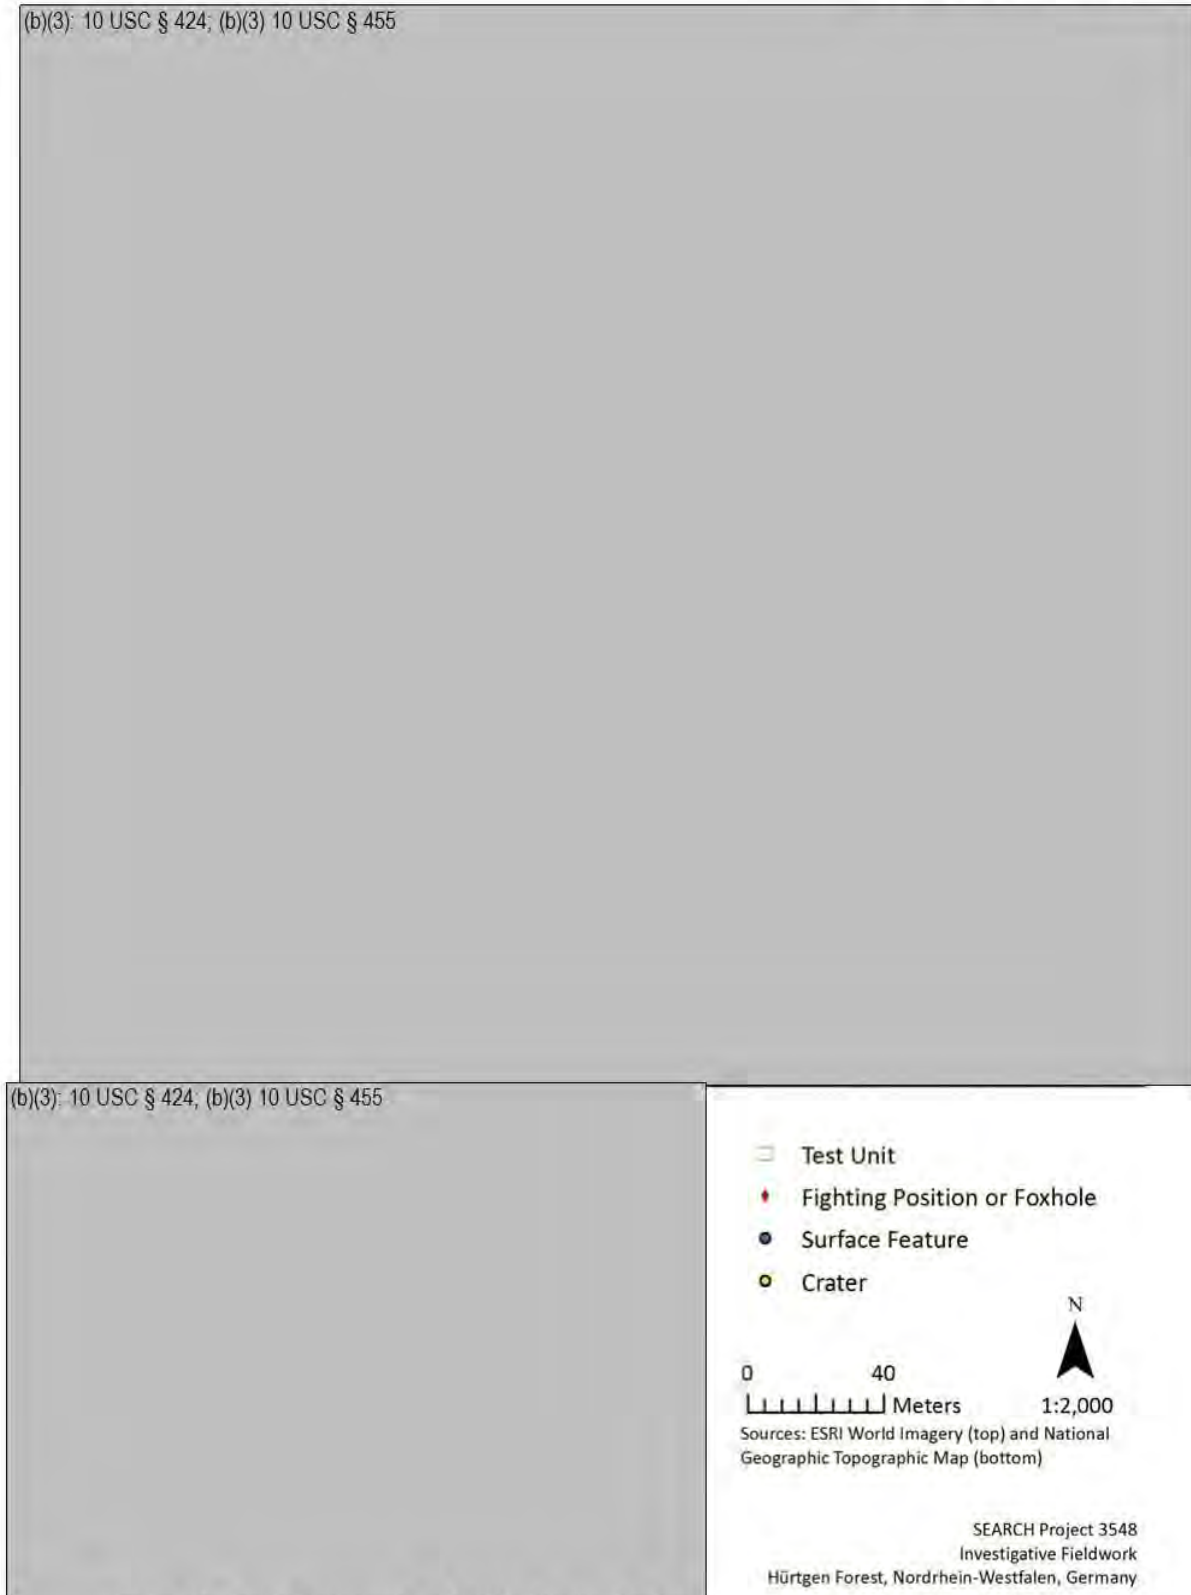 (b)(3): 10 USC § 424; (b)(3) 10 USC § 455
(b)(3): 10 USC § 424; (b)(3) 10 USC § 455
Test Unit
Fighting Position or Foxhole
Surface Feature
Crater
N
0 40
Meters 1:2,000
Sources: ESRI World Imagery (top) and National
Geographic Topographic Map (bottom)
SEARCH Project 3548
Investigative Fieldwork
Hürtgen Forest, Nordrhein-Westfalen, Germany